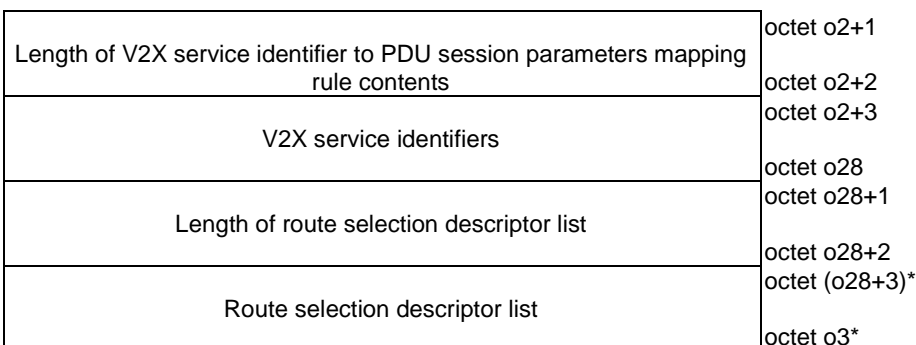 octet o2+1
Length of V2X service identifier to PDU session parameters mapping
rule contents
octet o2+2
octet o2+3
V2X service identifiers
octet o28
octet o28+1
Length of route selection descriptor list
octet o28+2
octet (o28+3)*
Route selection descriptor list
octet o3*